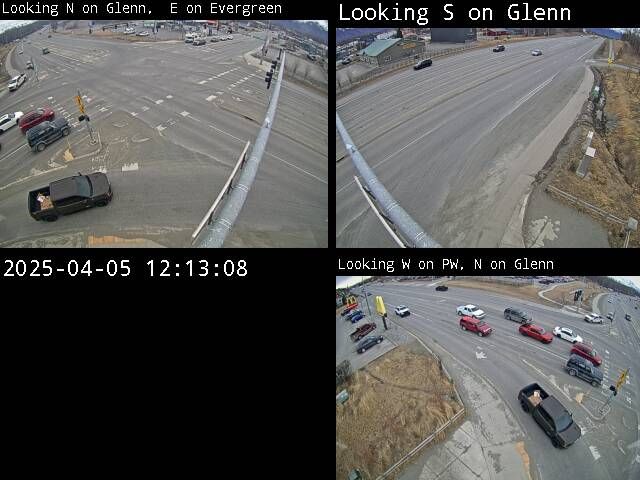 Looking N on Glenn,  E on Evergreen
Looking S on Glenn
2025-04-05 12:13:08
Looking W on PW, N on Glenn